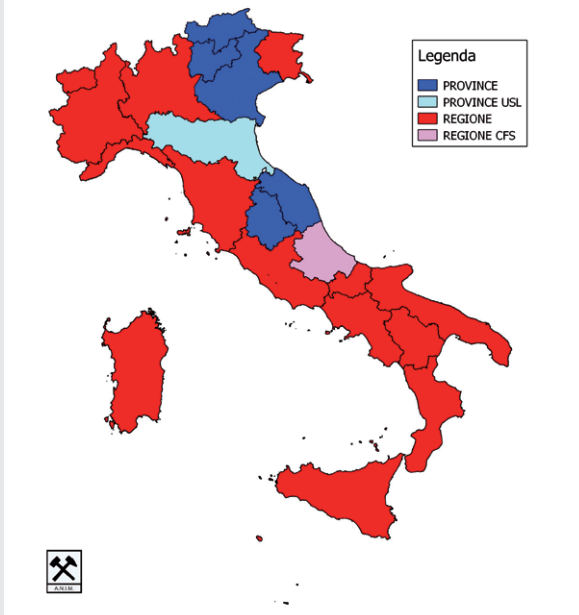 Legenda
PROVINCE
PROVINCE USL
REGIONE
REGIONE CFS
A.N.I.M.